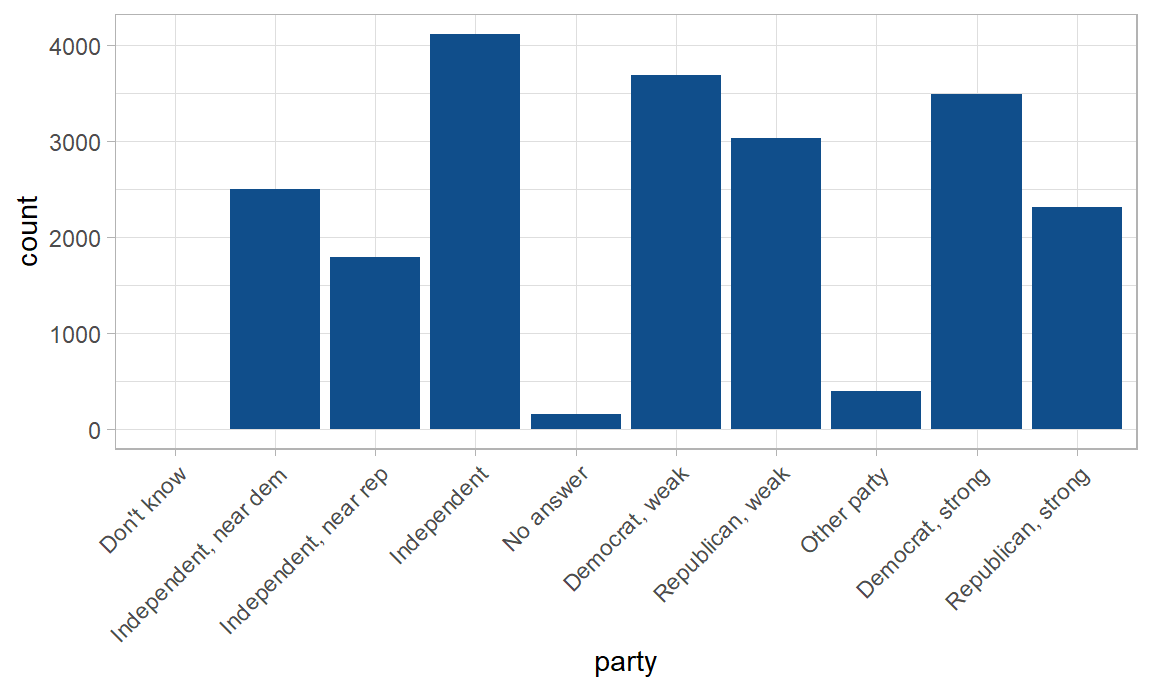 count
4000
3000
2000
1000
0
Don't know
Independent, near dem
Independent, near rep
Independent
No answer
Democrat, weak
Republican, weak
Other party
Democrat, strong
Republican, strong
party